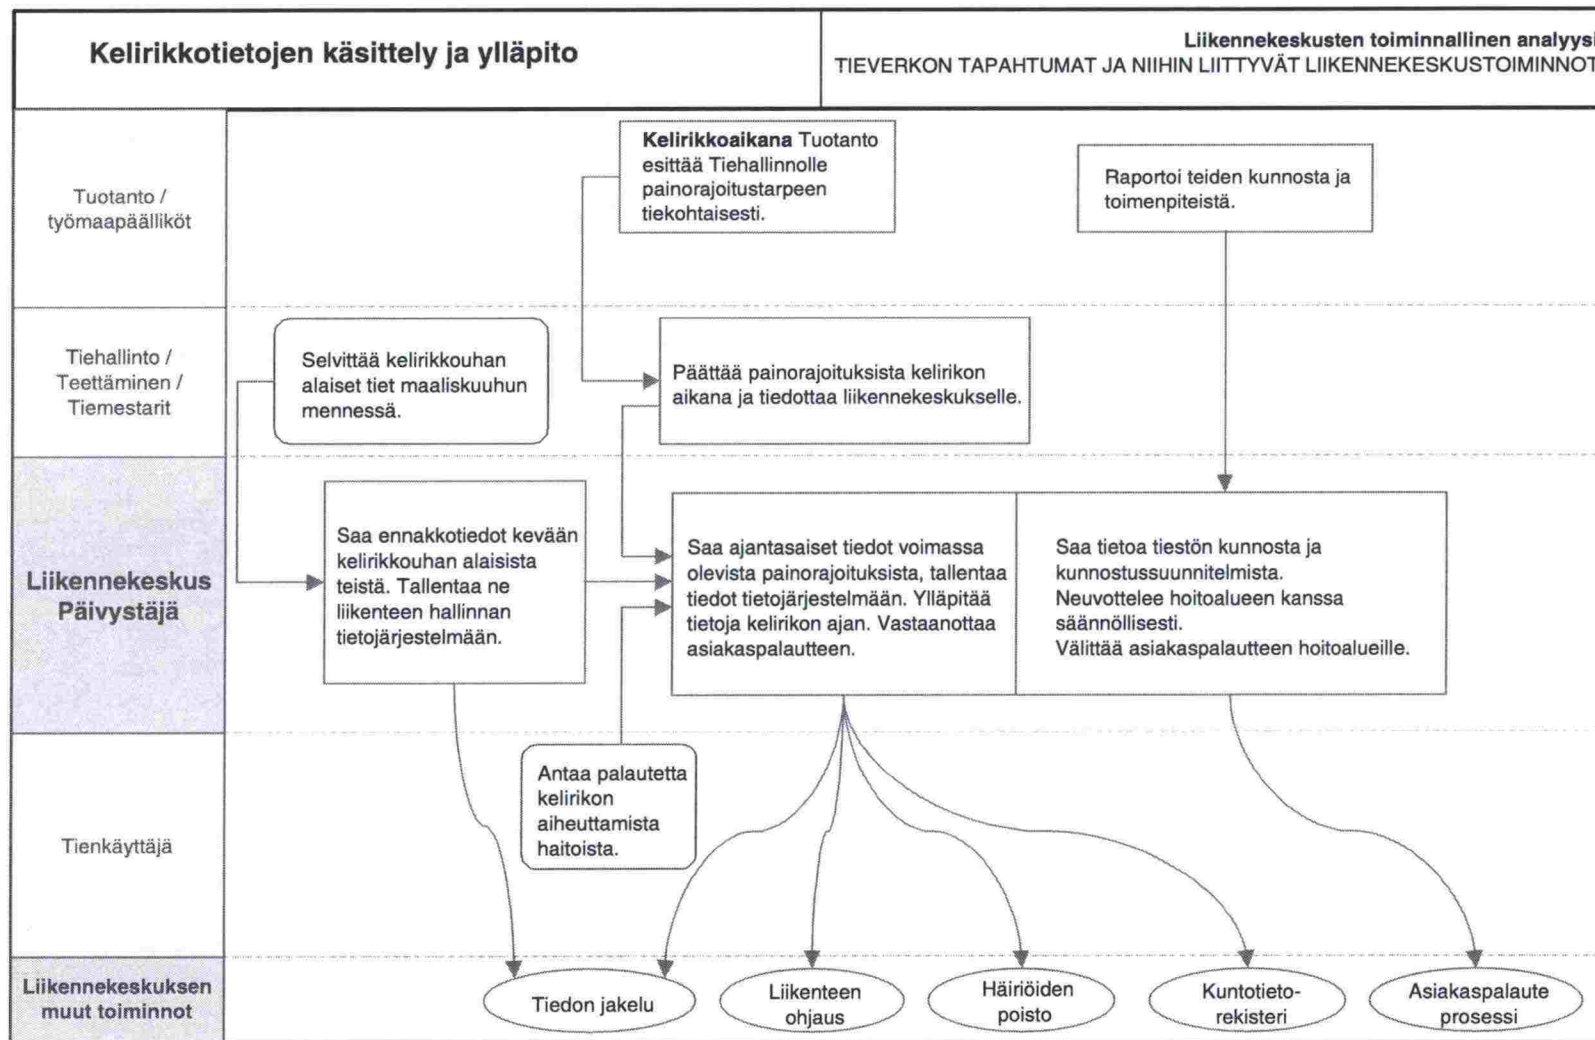 Kelirikkotietojen käsittely ja ylläpito
Liikennekeskusten toiminnallinen analyysi
TIEVERKON TAPAHTUMAT JA NIIHIN LIITTYVÄT LIIKENNEKESKUSTOIMINNOT
Tuotanto /
työmaapäälliköt
Kelirikkoaikana Tuotanto
esittää Tiehallinnolle
painorajoitustarpeen
tiekohtaisesti.
Raportoi teiden kunnosta ja
toimenpiteistä.
Tiehallinto /
Teettäminen /
Tiemestarit
Selvittää kelirikkouhan
alaiset tiet maaliskuuhun
mennessä.
Päättää painorajoituksista kelirikon
aikana ja tiedottaa liikennekeskukselle.
Liikennekeskus
Päivystäjä
Saa ennakkotiedot kevään
kelirikkouhan alaisista
teistä. Tallentaa ne
liikenteen hallinnan
tietojärjestelmään.
Saa ajantasaiset tiedot voimassa
olevista painorajoituksista, tallentaa
tiedot tietojärjestelmään. Ylläpitää
tietoja kelirikon ajan. Vastaanottaa
asiakaspalautteen.
Saa tietoa tiestön kunnosta ja
kunnostussuunnitelmista.
Neuvottelee hoitoalueen kanssa
säännöllisesti.
Välittää asiakaspalautteen hoitoalueille.
Tienkäyttäjä
Antaa palautetta
kelirikon
aiheuttamista
haitoista.
Liikennekeskuksen
muut toiminnot
Tiedon jakelu
Liikenteen
ohjaus
Häiriöiden
poisto
Kuntotieto-
rekisteri
Asiakaspalaute
prosessi